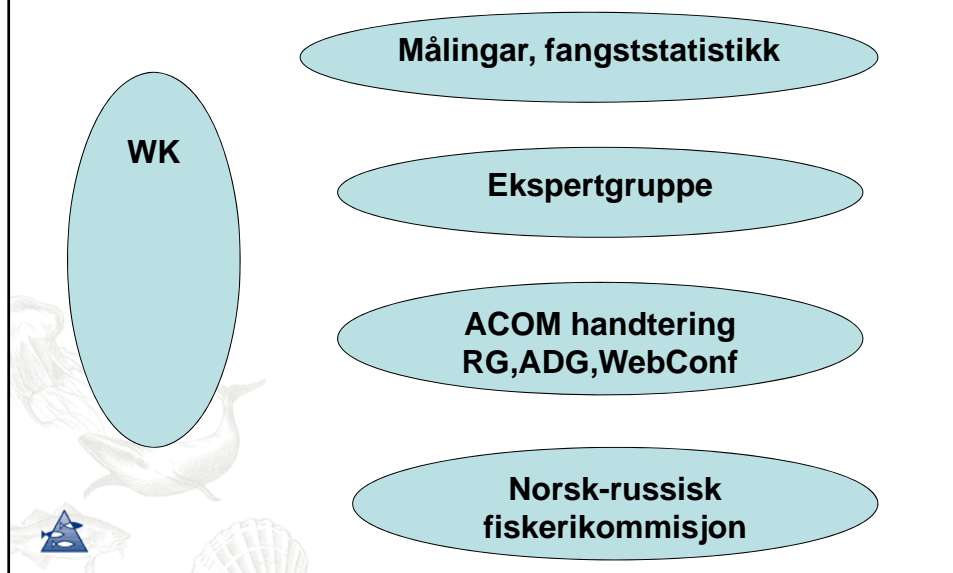 Målingar, fangststatistikk
WK
Ekspertgruppe
ACOM handtering
RG,ADG,WebConf
Norsk-russisk
fiskerikommisjon